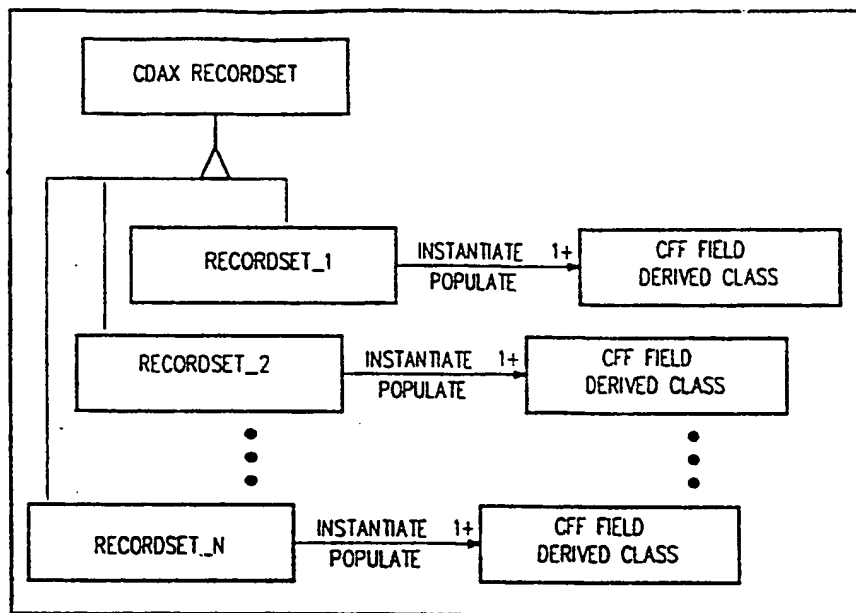 CDAX RECORDSET
RECORDSET_1
INSTANTIATE 1+
POPULATE
CFF FIELD
DERIVED CLASS
RECORDSET_2
INSTANTIATE 1+
POPULATE
CFF FIELD
DERIVED CLASS
RECORDSET_N
INSTANTIATE 1+
POPULATE
CFF FIELD
DERIVED CLASS